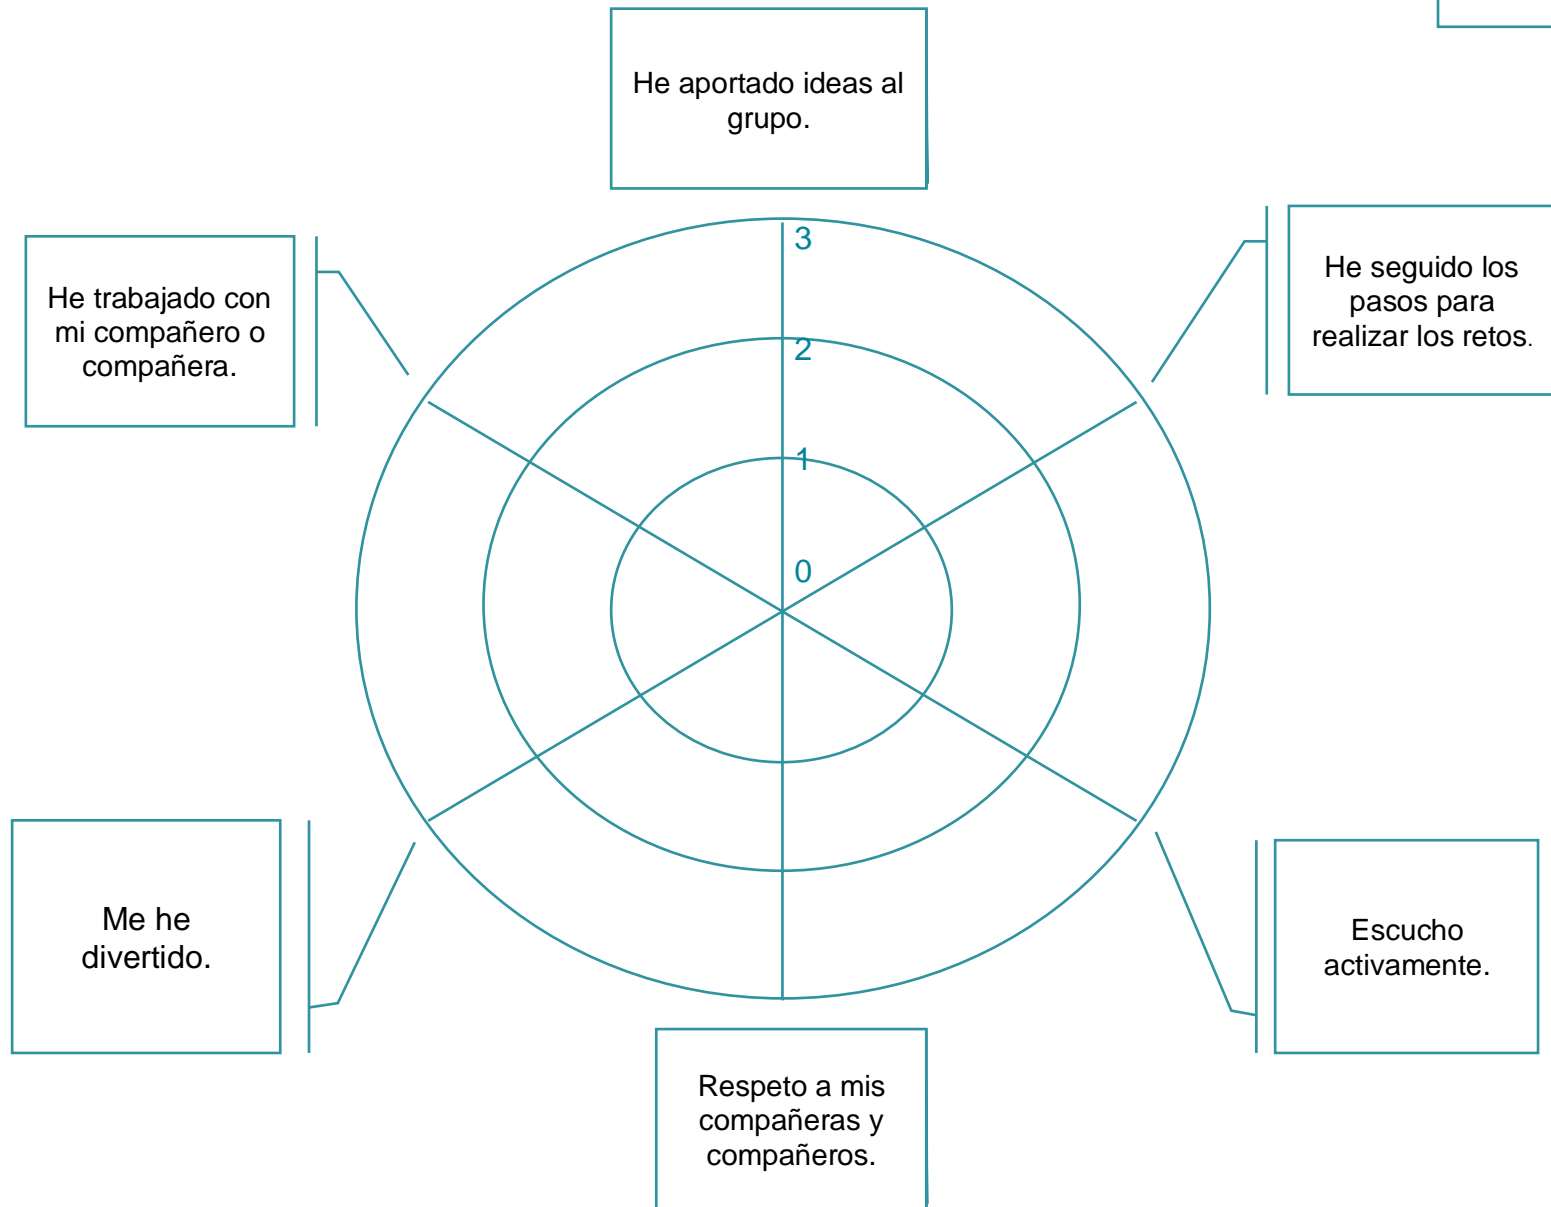 He aportado ideas al
grupo.
He trabajado con
mi compañero o
compañera.
3
2
1
0
He seguido los
pasos para
realizar los retos.
Me he
divertido.
Escucho
activamente.
Respeto a mis
compañeras y
compañeros.